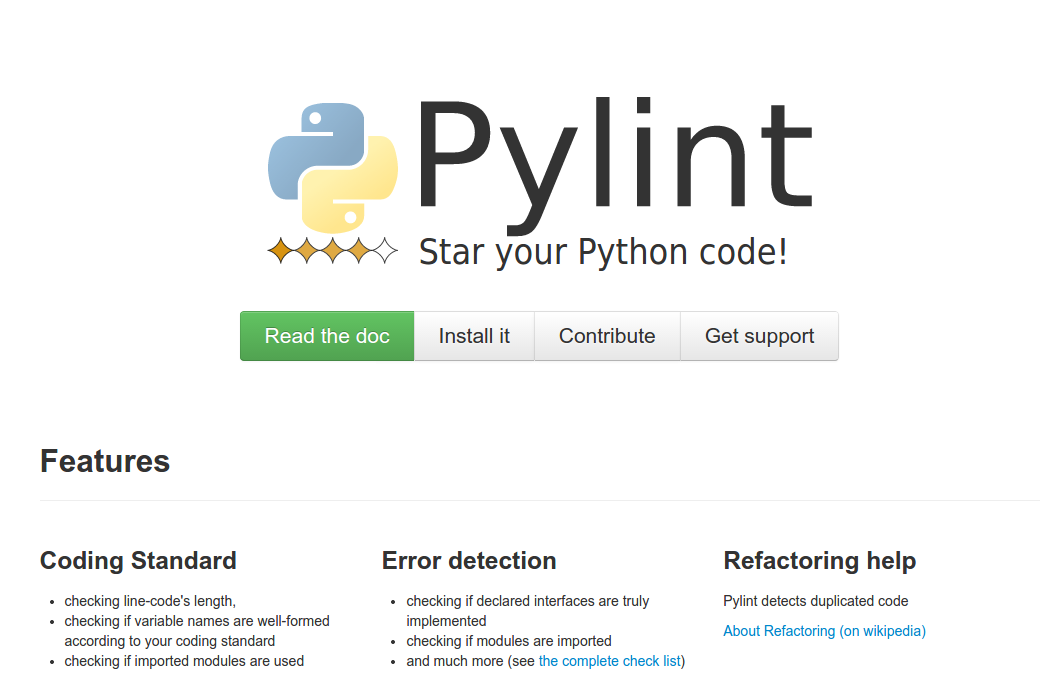 Pylint
Star your Python code!
Read the doc
Install it
Contribute
Get support
Features
Coding Standard
checking line-code's length,
checking if variable names are well-formed
according to your coding standard
checking if imported modules are used
Error detection
checking if declared interfaces are truly
implemented
checking if modules are imported
and much more (see the complete check list)
Refactoring help
Pylint detects duplicated code
About Refactoring (on wikipedia)